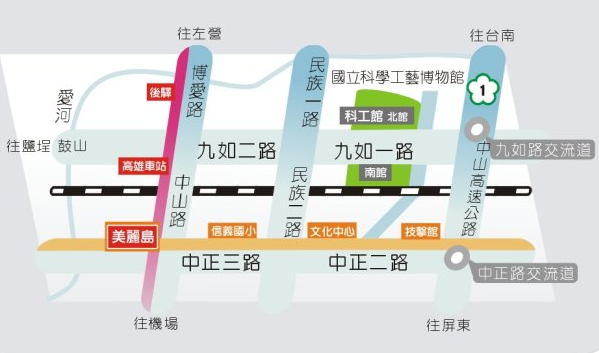 往左營
往台南
博愛路
民族一路
國立科學工藝博物館
後驛
1
愛河
科工館 北館
往鹽埕 鼓山
九如二路
九如一路
九如路交流道
高雄車站
南館
中山路
民族二路
中山高速公路
美麗島
信義國小
文化中心
技擊館
中正三路
中正二路
中正路交流道
往機場
往屏東